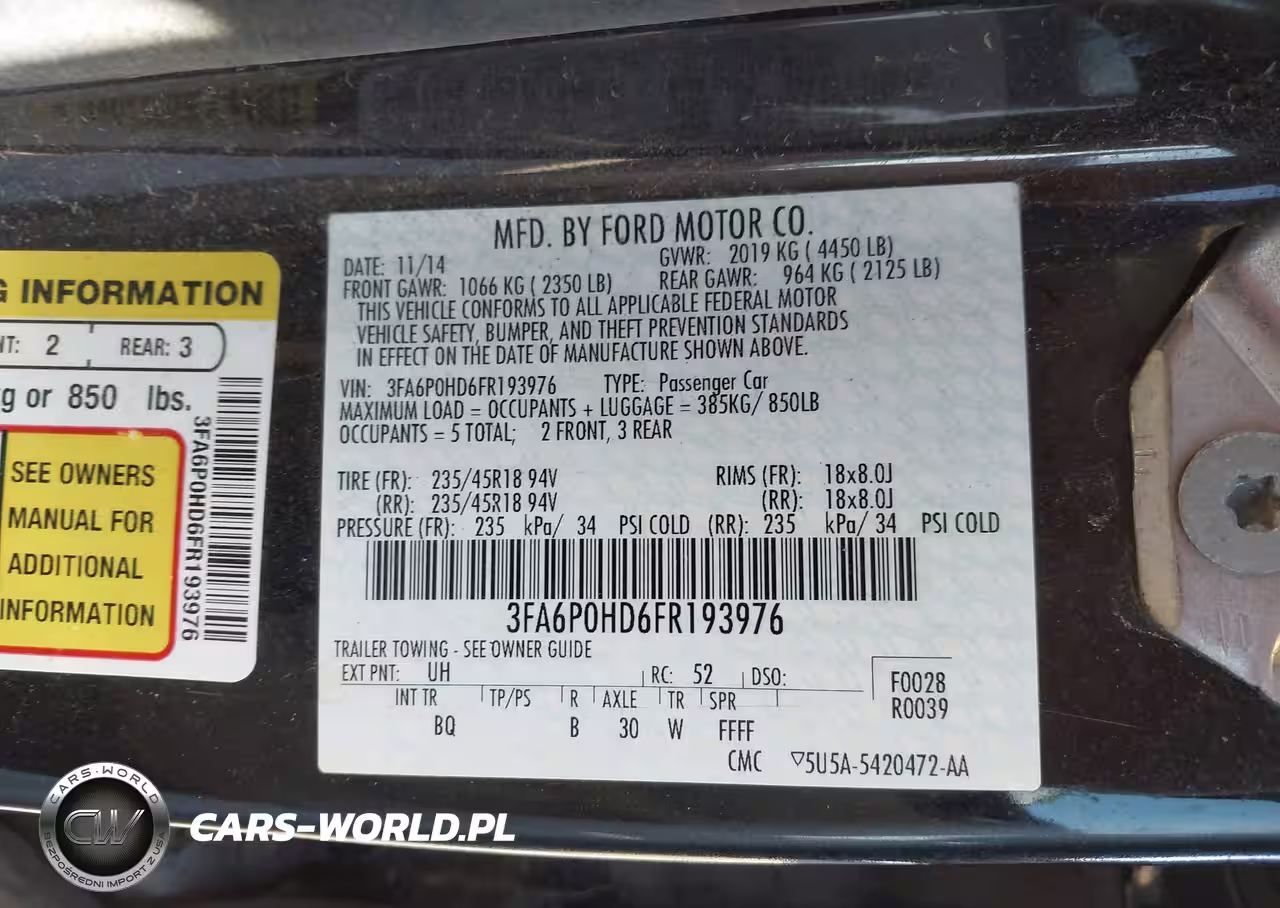 G INFORMATION
NT: 2 REAR: 3
g or 850 lbs.
SEE OWNERS
MANUAL FOR
ADDITIONAL
INFORMATION
3FA6P0HD6FR193976
MFD. BY FORD MOTOR CO.
DATE: 11/14 GVWR: 2019 KG ( 4450 LB)
FRONT GAWR: 1066 KG ( 2350 LB) REAR GAWR: 964 KG ( 2125 LB)
THIS VEHICLE CONFORMS TO ALL APPLICABLE FEDERAL MOTOR
VEHICLE SAFETY, BUMPER, AND THEFT PREVENTION STANDARDS
IN EFFECT ON THE DATE OF MANUFACTURE SHOWN ABOVE.
VIN: 3FA6P0HD6FR193976 TYPE: Passenger Car
MAXIMUM LOAD = OCCUPANTS + LUGGAGE = 385KG/ 850LB
OCCUPANTS = 5 TOTAL; 2 FRONT, 3 REAR
TIRE (FR): 235/45R18 94V RIMS (FR): 18x8.0J
(RR): 235/45R18 94V (RR): 18x8.0J
PRESSURE (FR): 235 kPa/ 34 PSI COLD (RR): 235 kPa/ 34 PSI COLD
3FA6P0HD6FR193976
TRAILER TOWING - SEE OWNER GUIDE
EXT PNT: UH RC: 52 DSO:
F0028
R0039
INT TR TP/PS R AXLE TR SPR
BQ B 30 W FFFF
CMC ▽5U5A-5420472-AA
CARS-WORLD
CW
BEZPOŚREDNI IMPORT Z USA
CARS-WORLD.PL